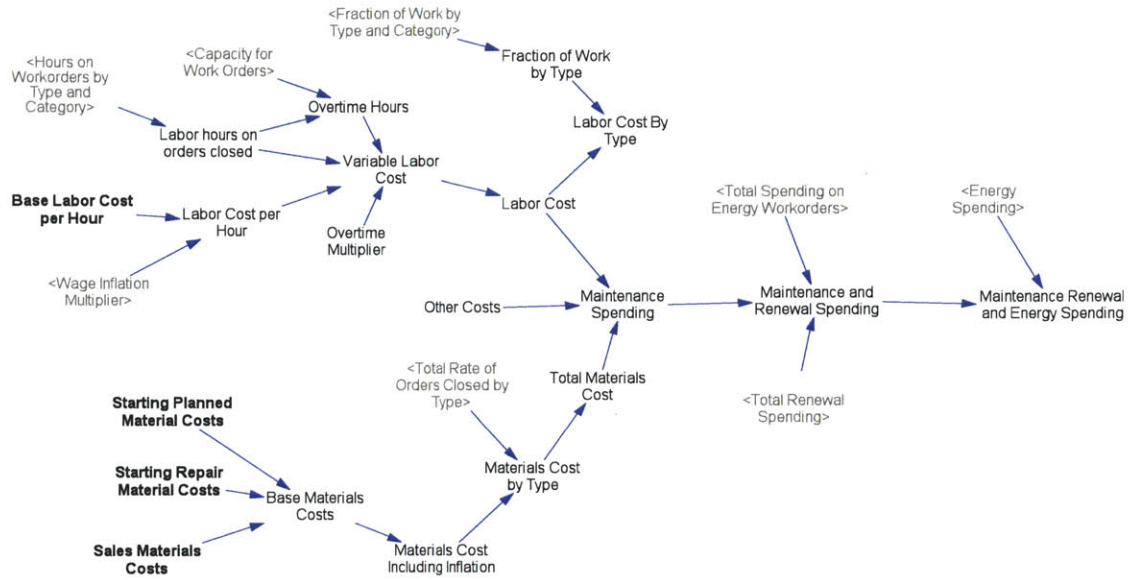 <Fraction of Work by
Type and Category>
<Capacity for
Work Orders>
Fraction of Work
by Type
<Hours on
Workorders by
Type and
Category>
Overtime Hours
Labor Cost By
Type
Labor hours on
orders closed
Variable Labor
Cost
<Total Spending on
Energy Workorders>
<Energy
Spending>
Base Labor Cost
per Hour
Labor Cost per
Hour
Labor Cost
Overtime
Multiplier
<Wage Inflation
Multiplier>
Other Costs
Maintenance
Spending
Maintenance and
Renewal Spending
Maintenance Renewal
and Energy Spending
<Total Rate of
Orders Closed by
Type>
Total Materials
Cost
<Total Renewal
Spending>
Starting Planned
Material Costs
Starting Repair
Material Costs
Materials Cost
by Type
Base Materials
Costs
Sales Materials
Costs
Materials Cost
Including Inflation